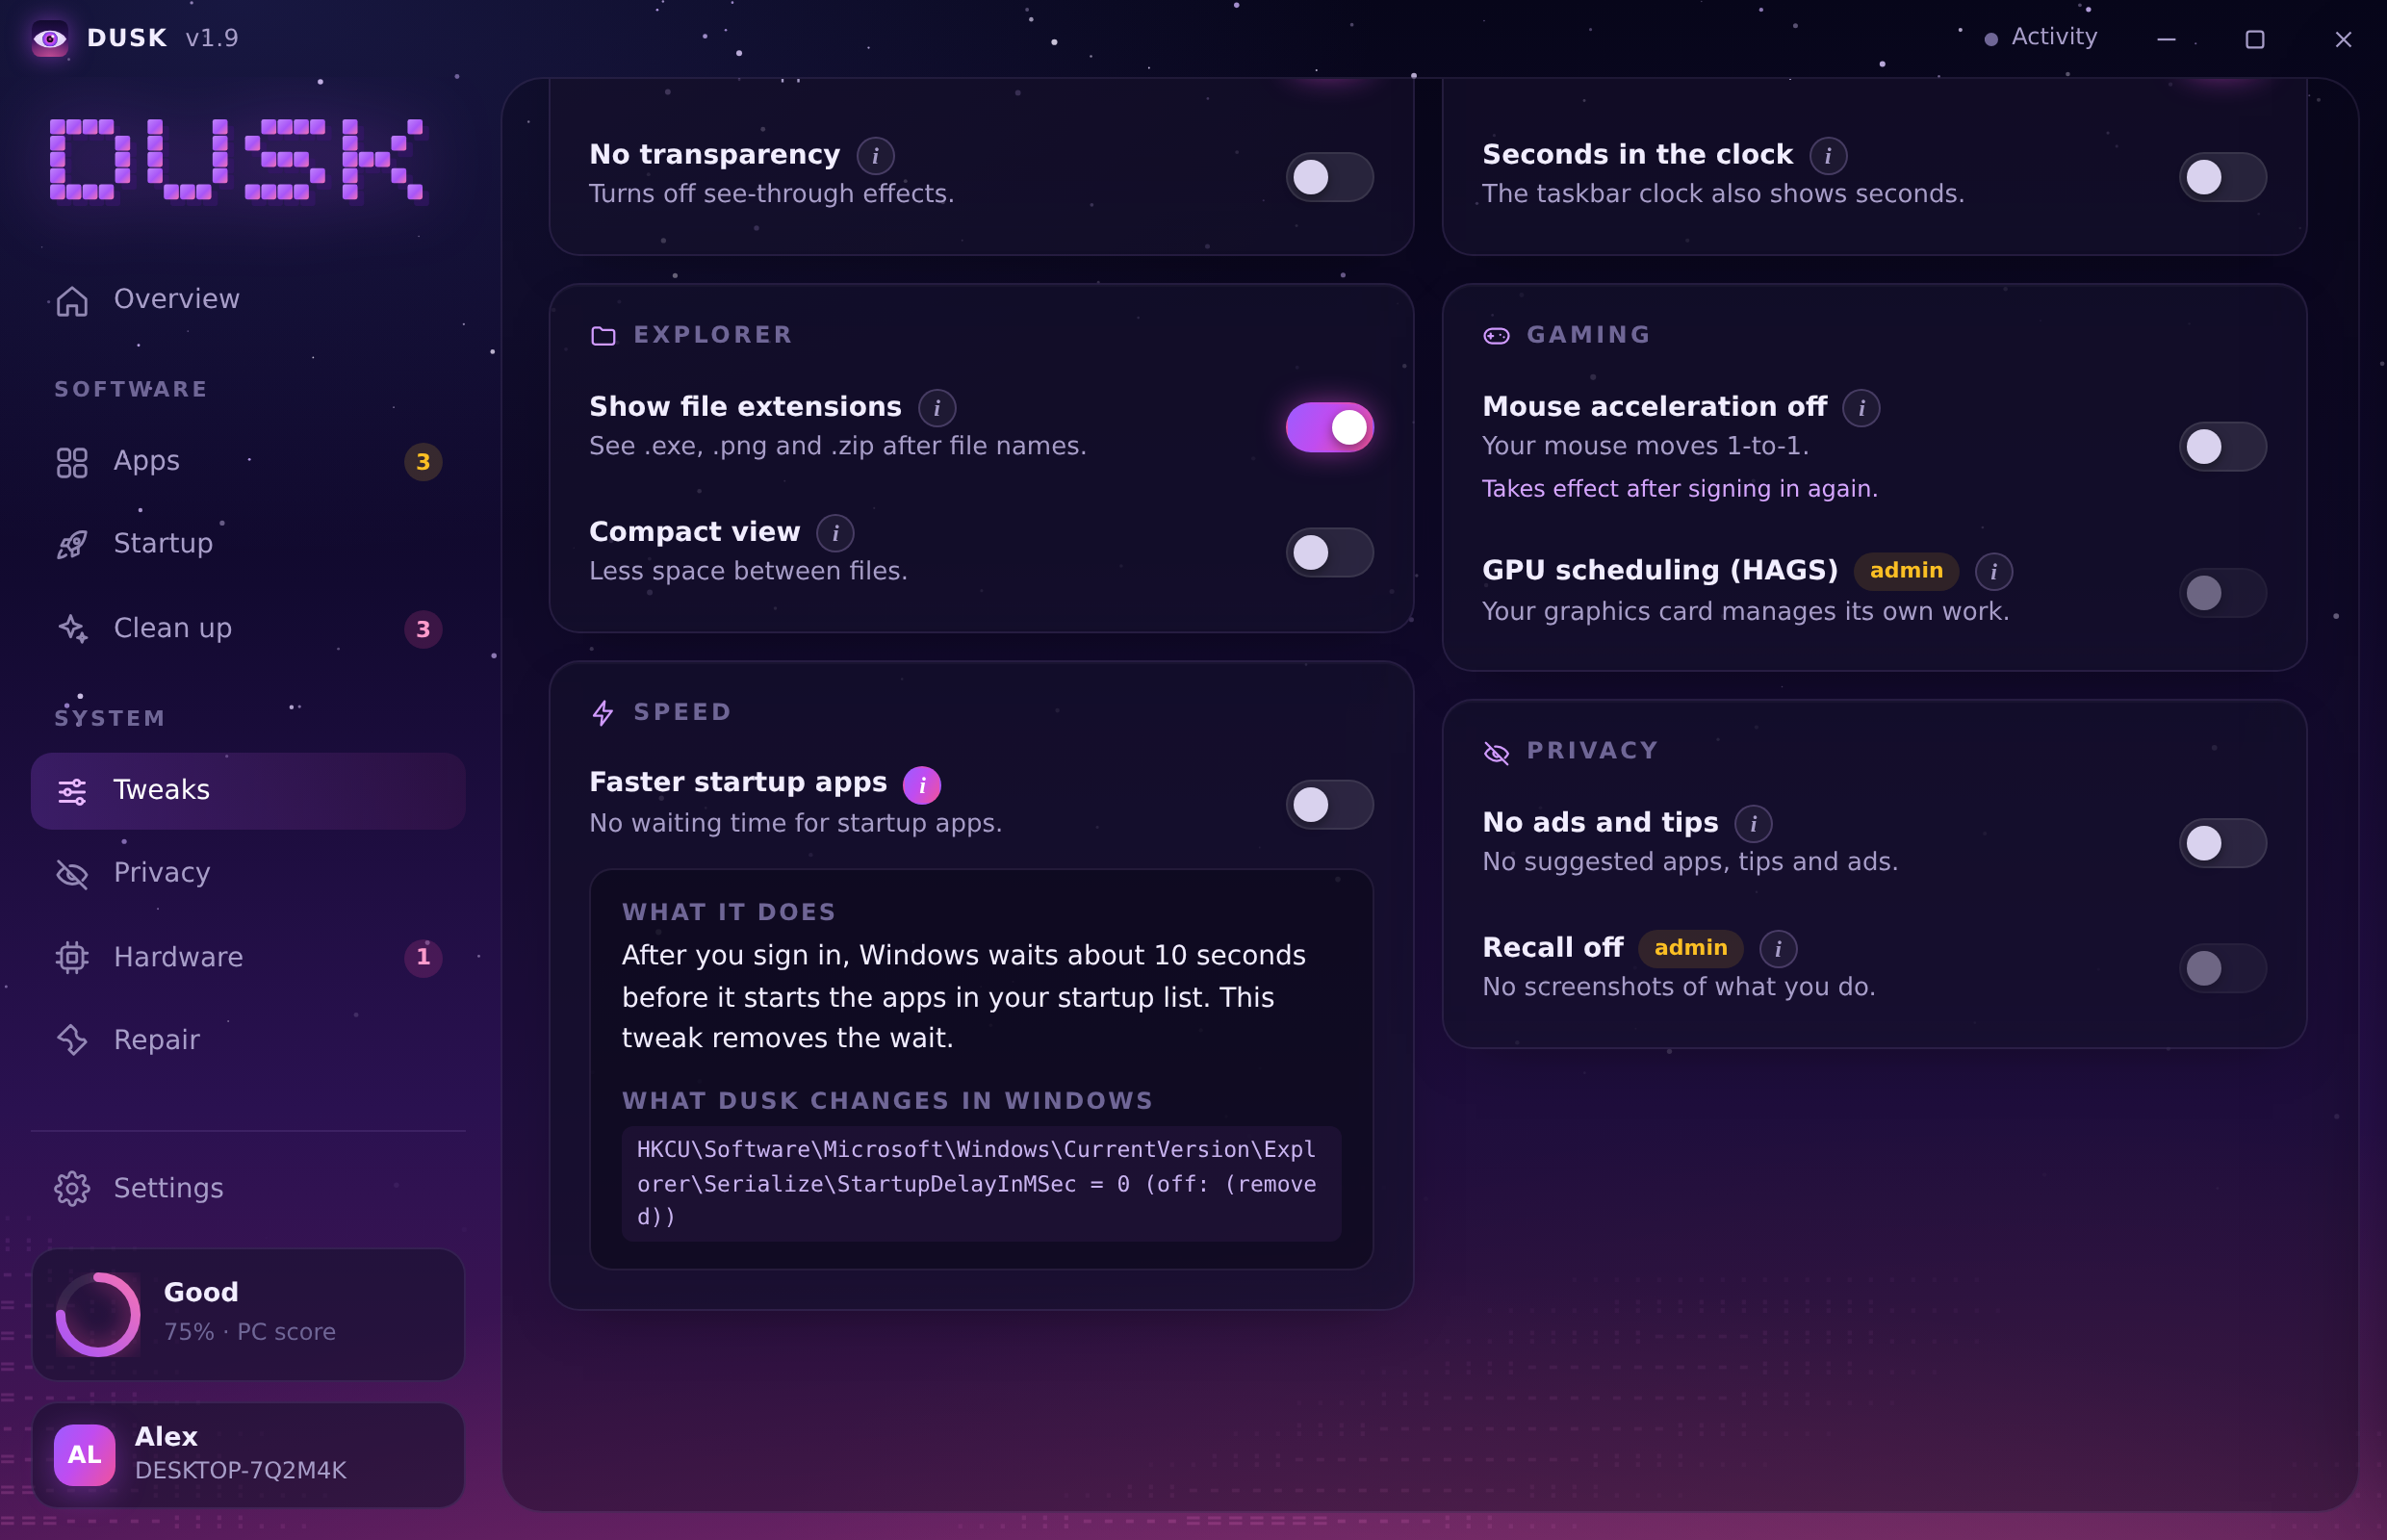 DUSK v1.9
Activity
DUSK
Overview
SOFTWARE
Apps 3
Startup
Clean up 3
SYSTEM
Tweaks
Privacy
Hardware 1
Repair
Settings
Good
75% · PC score
AL
Alex
DESKTOP-7Q2M4K
No transparency i
Turns off see-through effects.
EXPLORER
Show file extensions i
See .exe, .png and .zip after file names.
Compact view i
Less space between files.
SPEED
Faster startup apps i
No waiting time for startup apps.
WHAT IT DOES
After you sign in, Windows waits about 10 seconds
before it starts the apps in your startup list. This
tweak removes the wait.
WHAT DUSK CHANGES IN WINDOWS
HKCU\Software\Microsoft\Windows\CurrentVersion\Expl
orer\Serialize\StartupDelayInMSec = 0 (off: (remove
d))
Seconds in the clock i
The taskbar clock also shows seconds.
GAMING
Mouse acceleration off i
Your mouse moves 1-to-1.
Takes effect after signing in again.
GPU scheduling (HAGS) admin i
Your graphics card manages its own work.
PRIVACY
No ads and tips i
No suggested apps, tips and ads.
Recall off admin i
No screenshots of what you do.